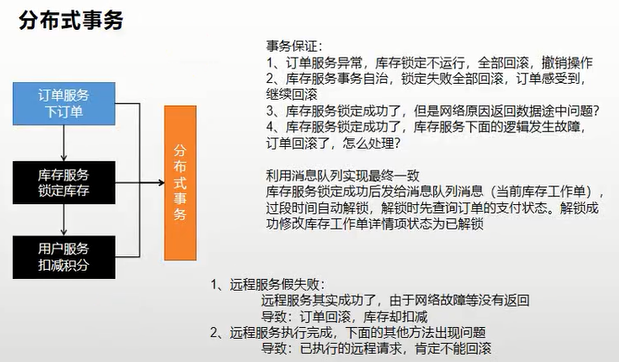 分布式事务
订单服务
下订单
库存服务
锁定库存
用户服务
扣减积分
分布式事务
事务保证：
1、订单服务异常，库存锁定不运行，全部回滚，撤销操作
2、库存服务事务自治，锁定失败全部回滚，订单感受到，
继续回滚
3、库存服务锁定成功了，但是网络原因返回数据途中问题？
4、库存服务锁定成功了，库存服务下面的逻辑发生故障，
订单回滚了，怎么处理？
利用消息队列实现最终一致
库存服务锁定成功后发给消息队列消息（当前库存工作单），
过段时间自动解锁，解锁时先查询订单的支付状态。解锁成
功修改库存工作单详情项状态为已解锁
1、远程服务假失败：
远程服务其实成功了，由于网络故障等没有返回
导致：订单回滚，库存却扣减
2、远程服务执行完成，下面的其他方法出现问题
导致：已执行的远程请求，肯定不能回滚